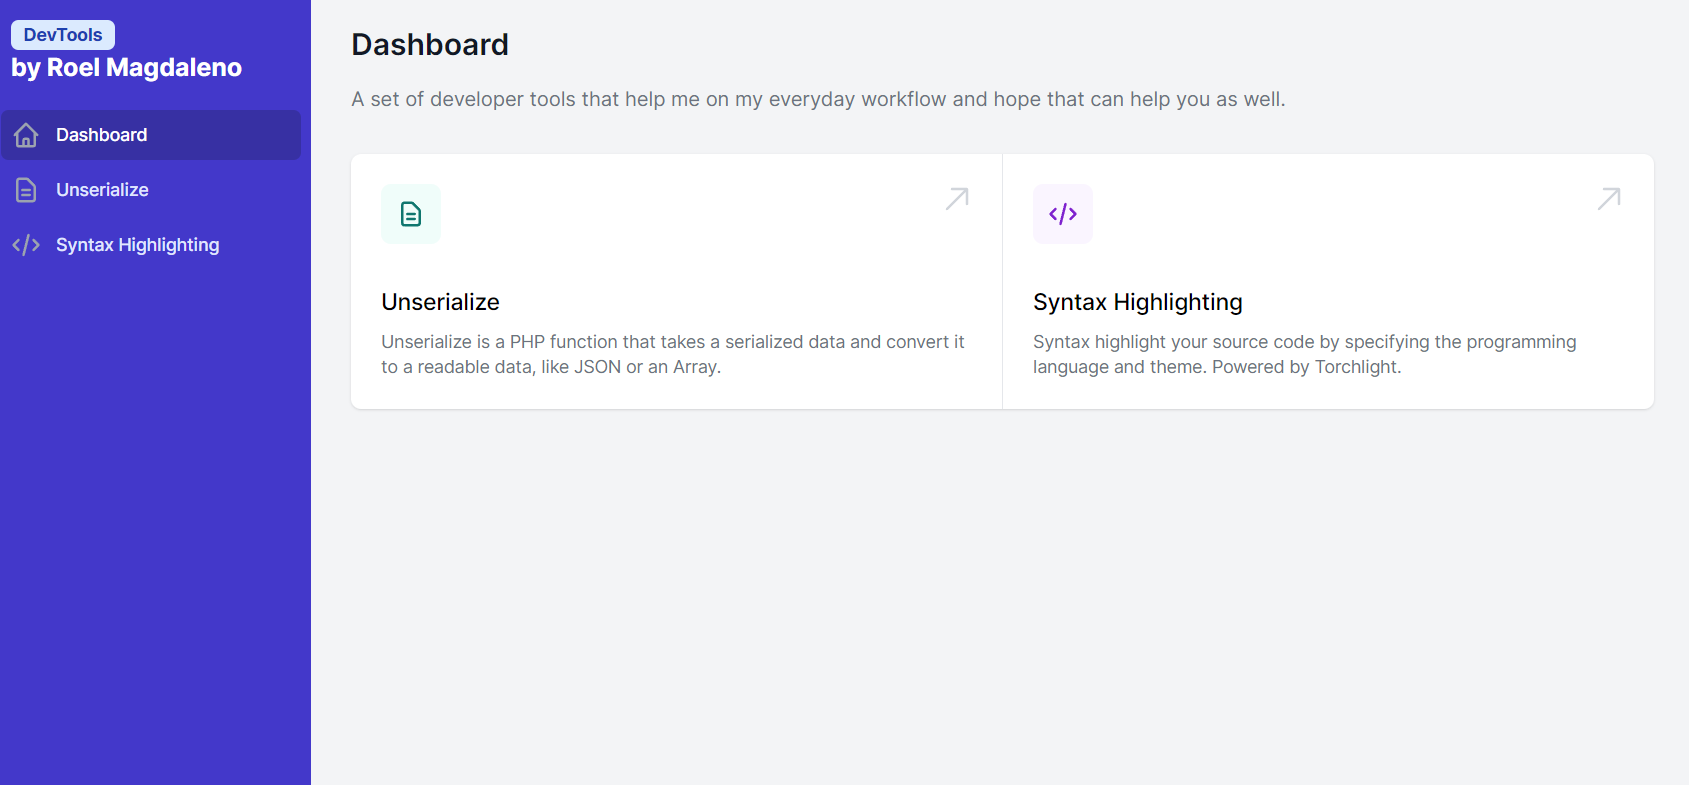 DevTools
by Roel Magdaleno
Dashboard
Unserialize
Syntax Highlighting
Dashboard
A set of developer tools that help me on my everyday workflow and hope that can help you as well.
Unserialize
Unserialize is a PHP function that takes a serialized data and convert it
to a readable data, like JSON or an Array.
Syntax Highlighting
Syntax highlight your source code by specifying the programming
language and theme. Powered by Torchlight.